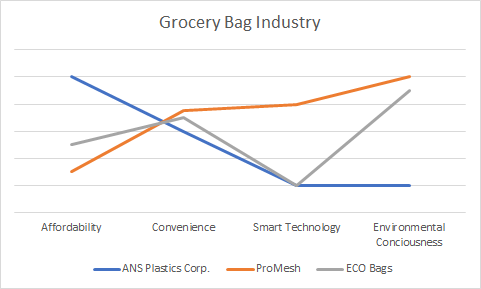 Grocery Bag Industry
Affordability
Convenience
Smart Technology
Environmental
Conciousness
ANS Plastics Corp.
ProMesh
ECO Bags